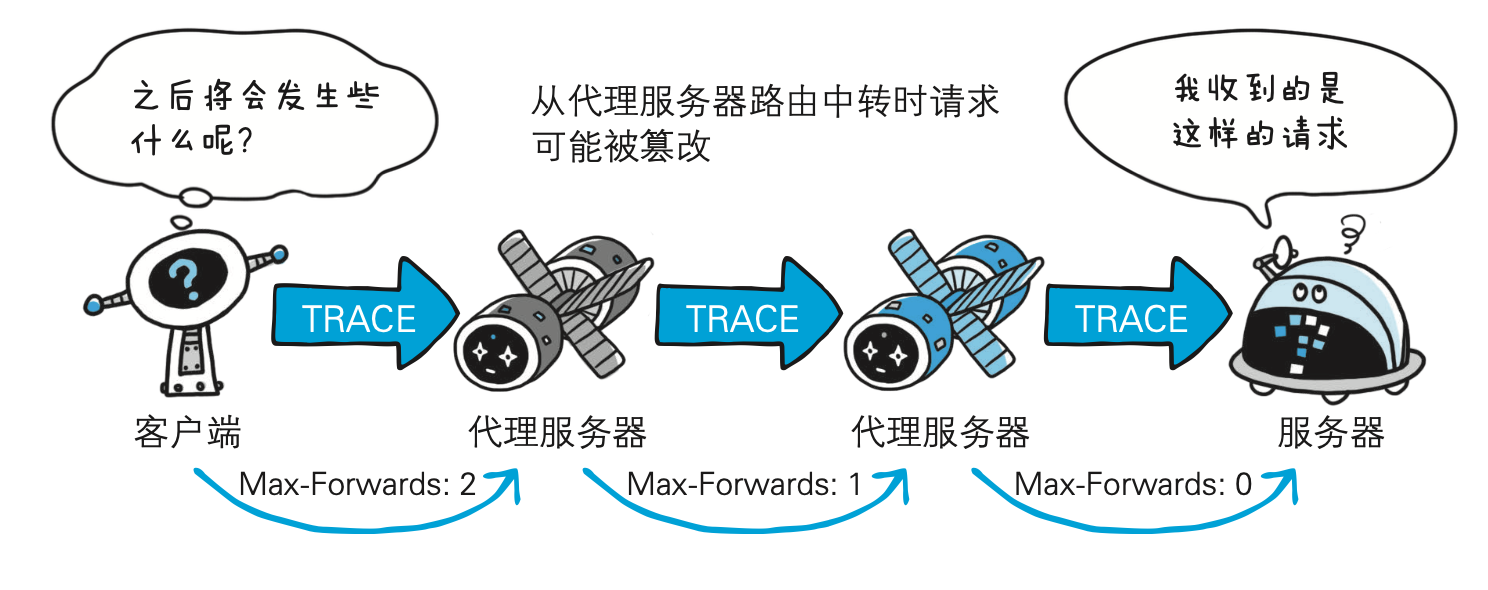 之后将会发生些
什么呢?
从代理服务器路由中转时请求
可能被篡改
我收到的是
这样的请求
TRACE
TRACE
TRACE
客户端
代理服务器
代理服务器
服务器
Max-Forwards: 2
Max-Forwards: 1
Max-Forwards: 0